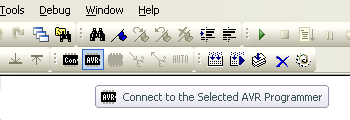 Tools Debug Window Help
Con AVR AUTO
AVR Connect to the Selected AVR Programmer